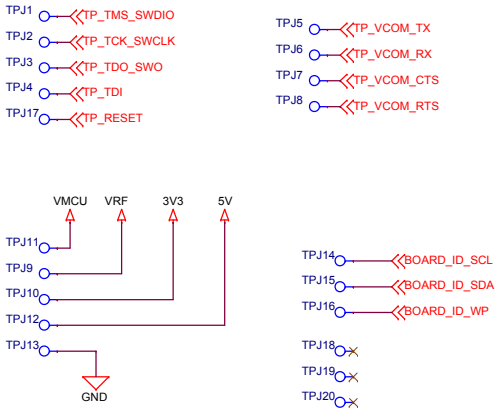 TPJ1 TP_TMS_SWDIO
TPJ2 TP_TCK_SWCLK
TPJ3 TP_TDO_SWO
TPJ4 TP_TDI
TPJ17 TP_RESET
TPJ5 TP_VCOM_TX
TPJ6 TP_VCOM_RX
TPJ7 TP_VCOM_CTS
TPJ8 TP_VCOM_RTS
VMCU VRF 3V3 5V
TPJ11
TPJ9
TPJ10
TPJ12
TPJ13
GND
TPJ14 BOARD_ID_SCL
TPJ15 BOARD_ID_SDA
TPJ16 BOARD_ID_WP
TPJ18
TPJ19
TPJ20